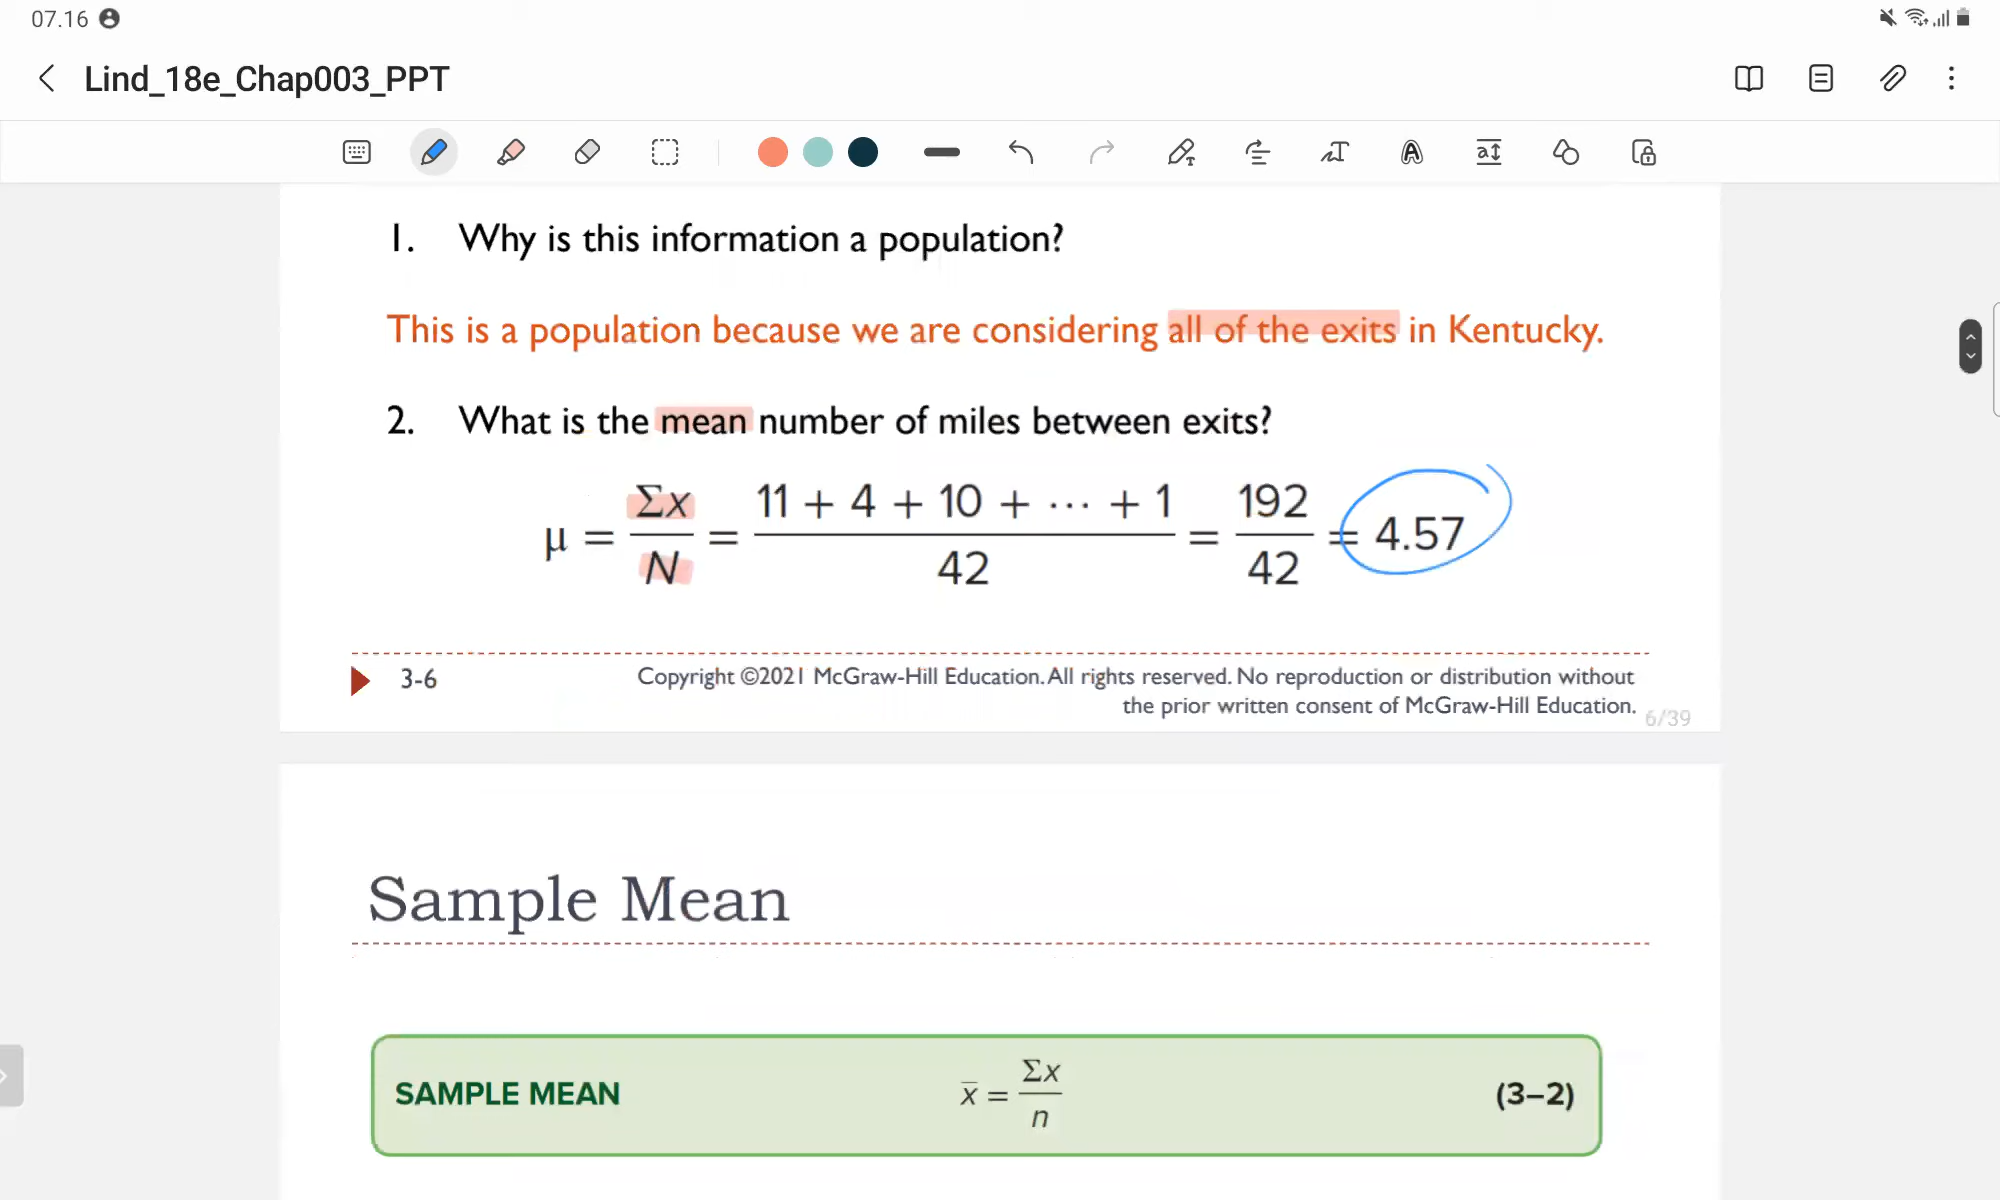 07.16
Lind_18e_Chap003_PPT
1. Why is this information a population?
This is a population because we are considering all of the exits in Kentucky.
2. What is the mean number of miles between exits?
μ = Σx / N = 11 + 4 + 10 + ··· + 1 / 42 = 192 / 42 = 4.57
3-6
Copyright ©2021 McGraw-Hill Education. All rights reserved. No reproduction or distribution without
the prior written consent of McGraw-Hill Education.
6/39
Sample Mean
SAMPLE MEAN x̄ = Σx / n (3–2)